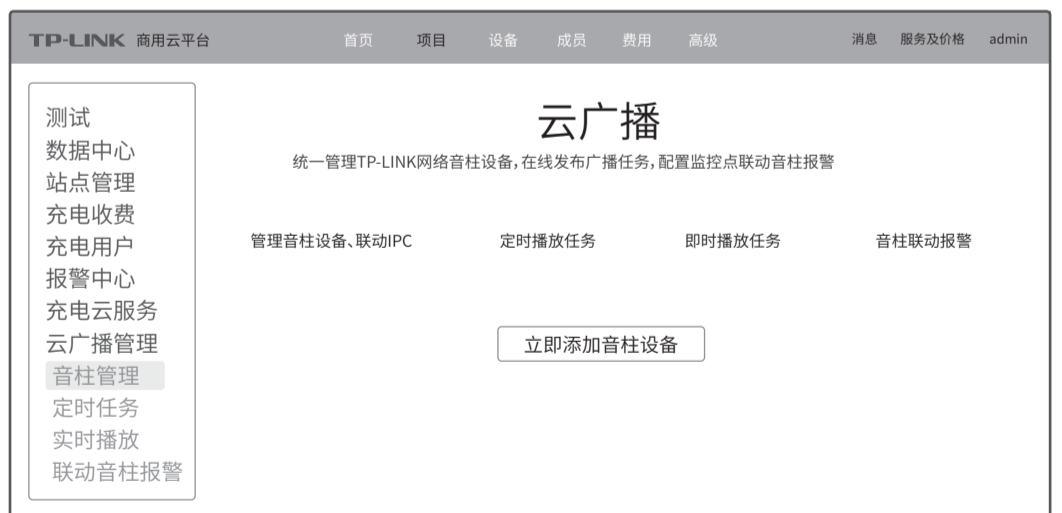 TP-LINK 商用云平台 首页 项目 设备 成员 费用 高级 消息 服务及价格 admin
测试
数据中心
站点管理
充电收费
充电用户
报警中心
充电云服务
云广播管理
音柱管理
定时任务
实时播放
联动音柱报警
云广播
统一管理TP-LINK网络音柱设备,在线发布广播任务,配置监控点联动音柱报警
管理音柱设备、联动IPC 定时播放任务 即时播放任务 音柱联动报警
立即添加音柱设备